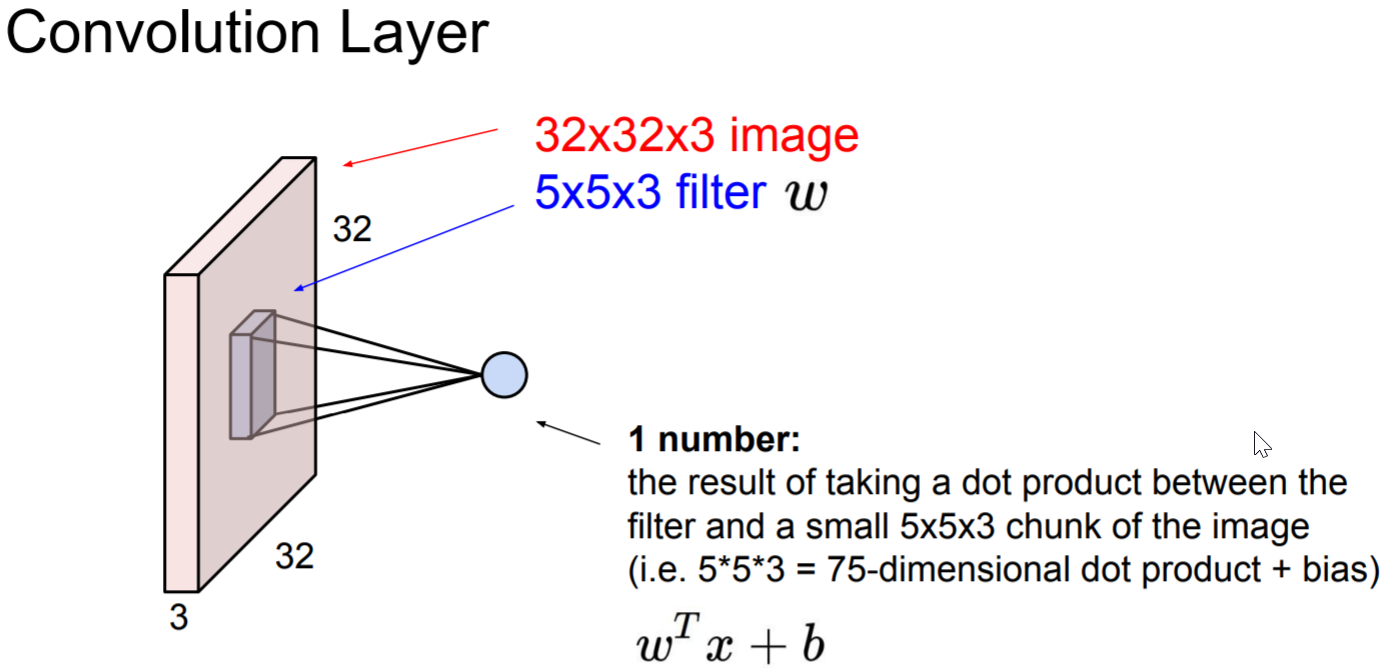 Convolution Layer
32x32x3 image
5x5x3 filter w
32
32
3
1 number:
the result of taking a dot product between the
filter and a small 5x5x3 chunk of the image
(i.e. 5*5*3 = 75-dimensional dot product + bias)
w^T x + b